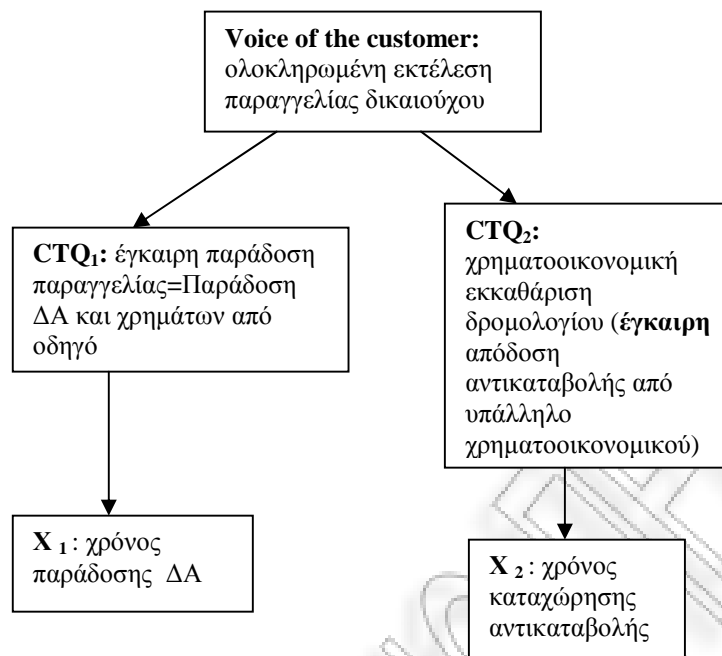 Voice of the customer:
ολοκληρωμένη εκτέλεση
παραγγελίας δικαιούχου
CTQ1: έγκαιρη παράδοση
παραγγελίας=Παράδοση
ΔΑ και χρημάτων από
οδηγό
CTQ2:
χρηματοοικονομική
εκκαθάριση
δρομολογίου (έγκαιρη
απόδοση
αντικαταβολής από
υπάλληλο
χρηματοοικονομικού)
X 1 : χρόνος
παράδοσης ΔΑ
X 2 : χρόνος
καταχώρησης
αντικαταβολής